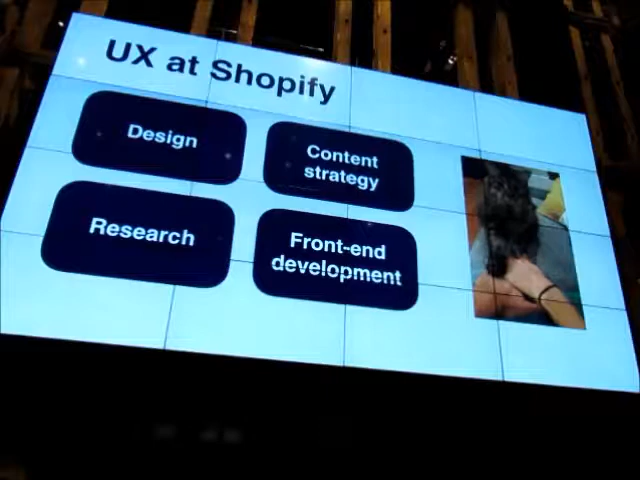 UX at Shopify
Design
Content
strategy
Research
Front-end
development